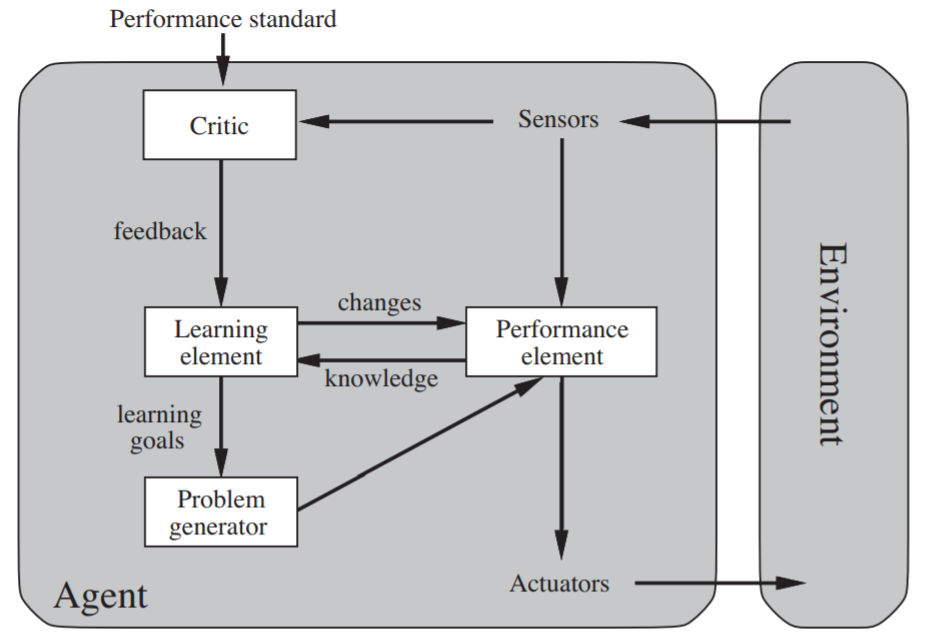 Performance standard
Critic
Sensors
feedback
Learning
element
changes
knowledge
Performance
element
learning
goals
Problem
generator
Actuators
Agent
Environment